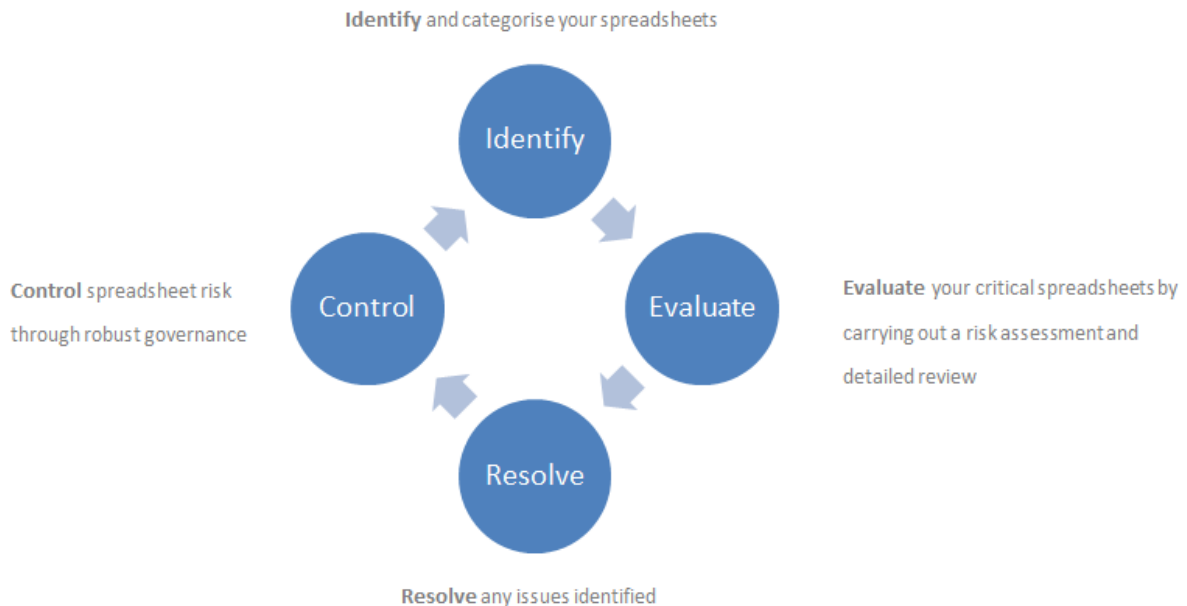 Identify and categorise your spreadsheets
Identify
Control spreadsheet risk
through robust governance
Control
Evaluate
Evaluate your critical spreadsheets by
carrying out a risk assessment and
detailed review
Resolve
Resolve any issues identified